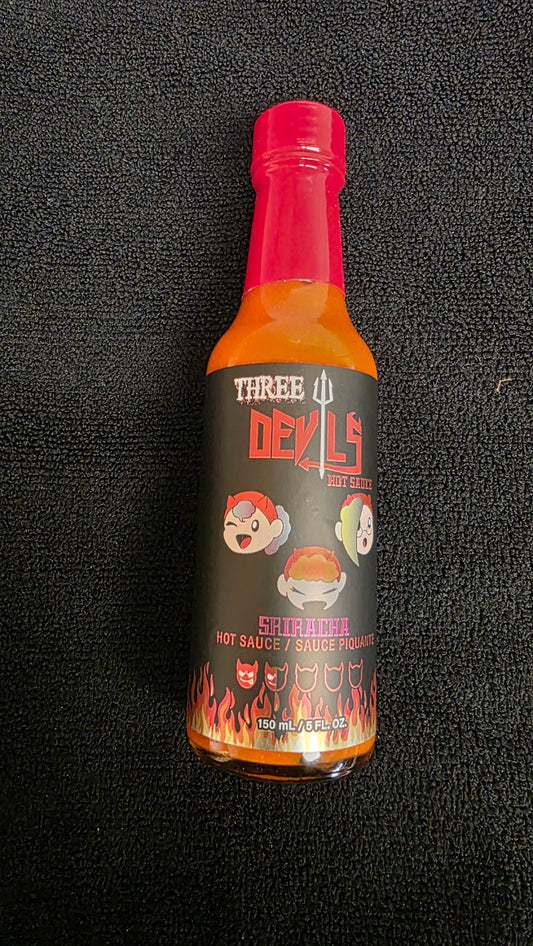 THREE
DEVILS
HOT SAUCE
SRIRACHA
HOT SAUCE / SAUCE PIQUANTE
150 mL / 5 FL. OZ.